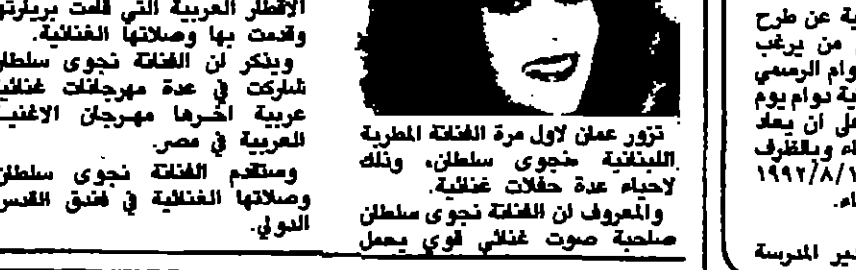 تزور عمان لاول مرة الفنانة المطربة
اللبنانية نجوى سلطان، وذلك
لاحياء عدة حفلات غنائية.
والمعروف ان الفنانة نجوى سلطان
صاحبة صوت غنائي قوي يحمل
الاقطار العربية التي قامت بزيارتها
وقدمت بها وصلاتها الغنائية.
ويذكر ان الفنانة نجوى سلطان
شاركت في عدة مهرجانات غنائية
عربية آخرها مهرجان الاغنية
العربية في مصر.
وستقدم الفنانة نجوى سلطان
وصلاتها الغنائية في فندق القدس
الدولي.
ية عن طرح
من يرغب
وام الرسمي
ية دوام يوم
على ان يعاد
اء وبالظرف
١٩٩٢/٨/١
اء.
ير المدرسة